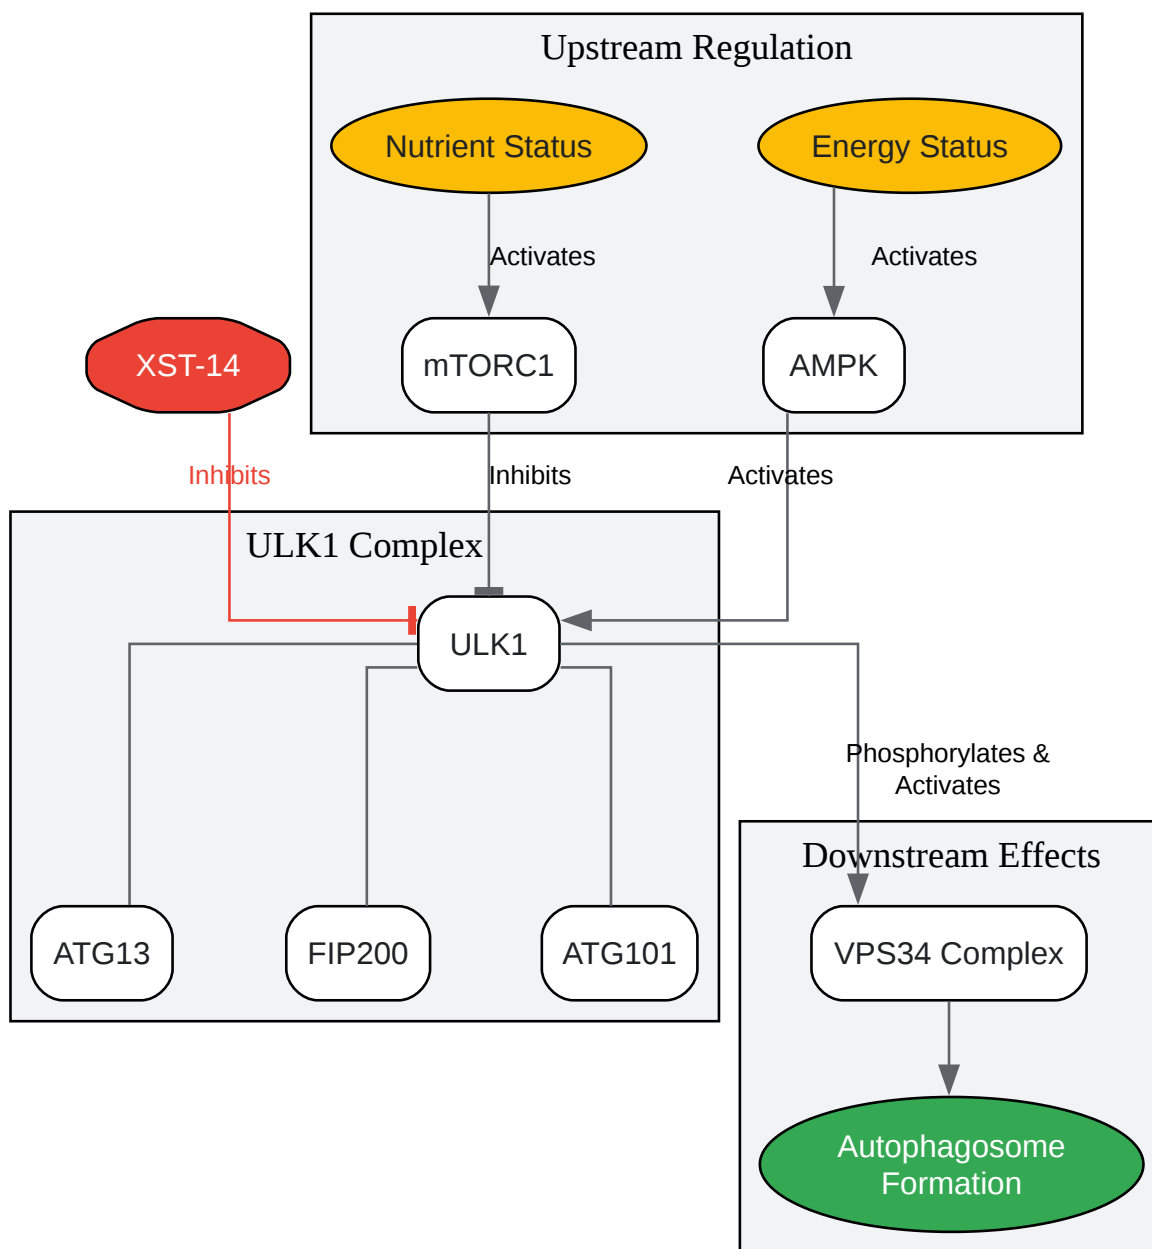 Upstream Regulation
Nutrient Status
Energy Status
Activates
Activates
XST-14
mTORC1
AMPK
Inhibits
Inhibits
Activates
ULK1 Complex
ULK1
Phosphorylates &
Activates
Downstream Effects
ATG13
FIP200
ATG101
VPS34 Complex
Autophagosome
Formation